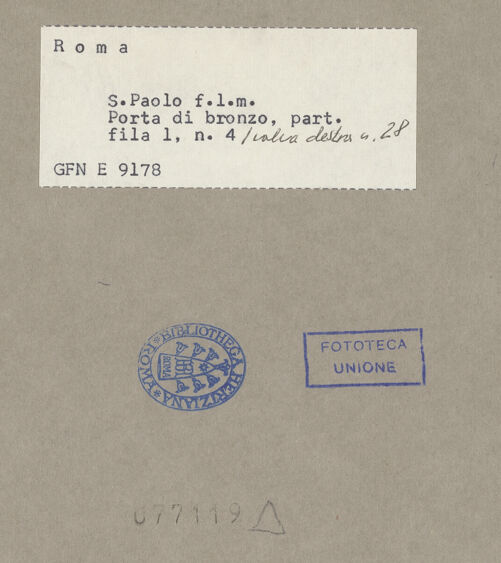 Roma
S.Paolo f.l.m.
Porta di bronzo, part.
fila 1, n. 4 /valva destra n. 28
GFN E 9178
BIBLIOTHECA HERTZIANA * ROMA *
ROMA
FOTOTECA
UNIONE
077119